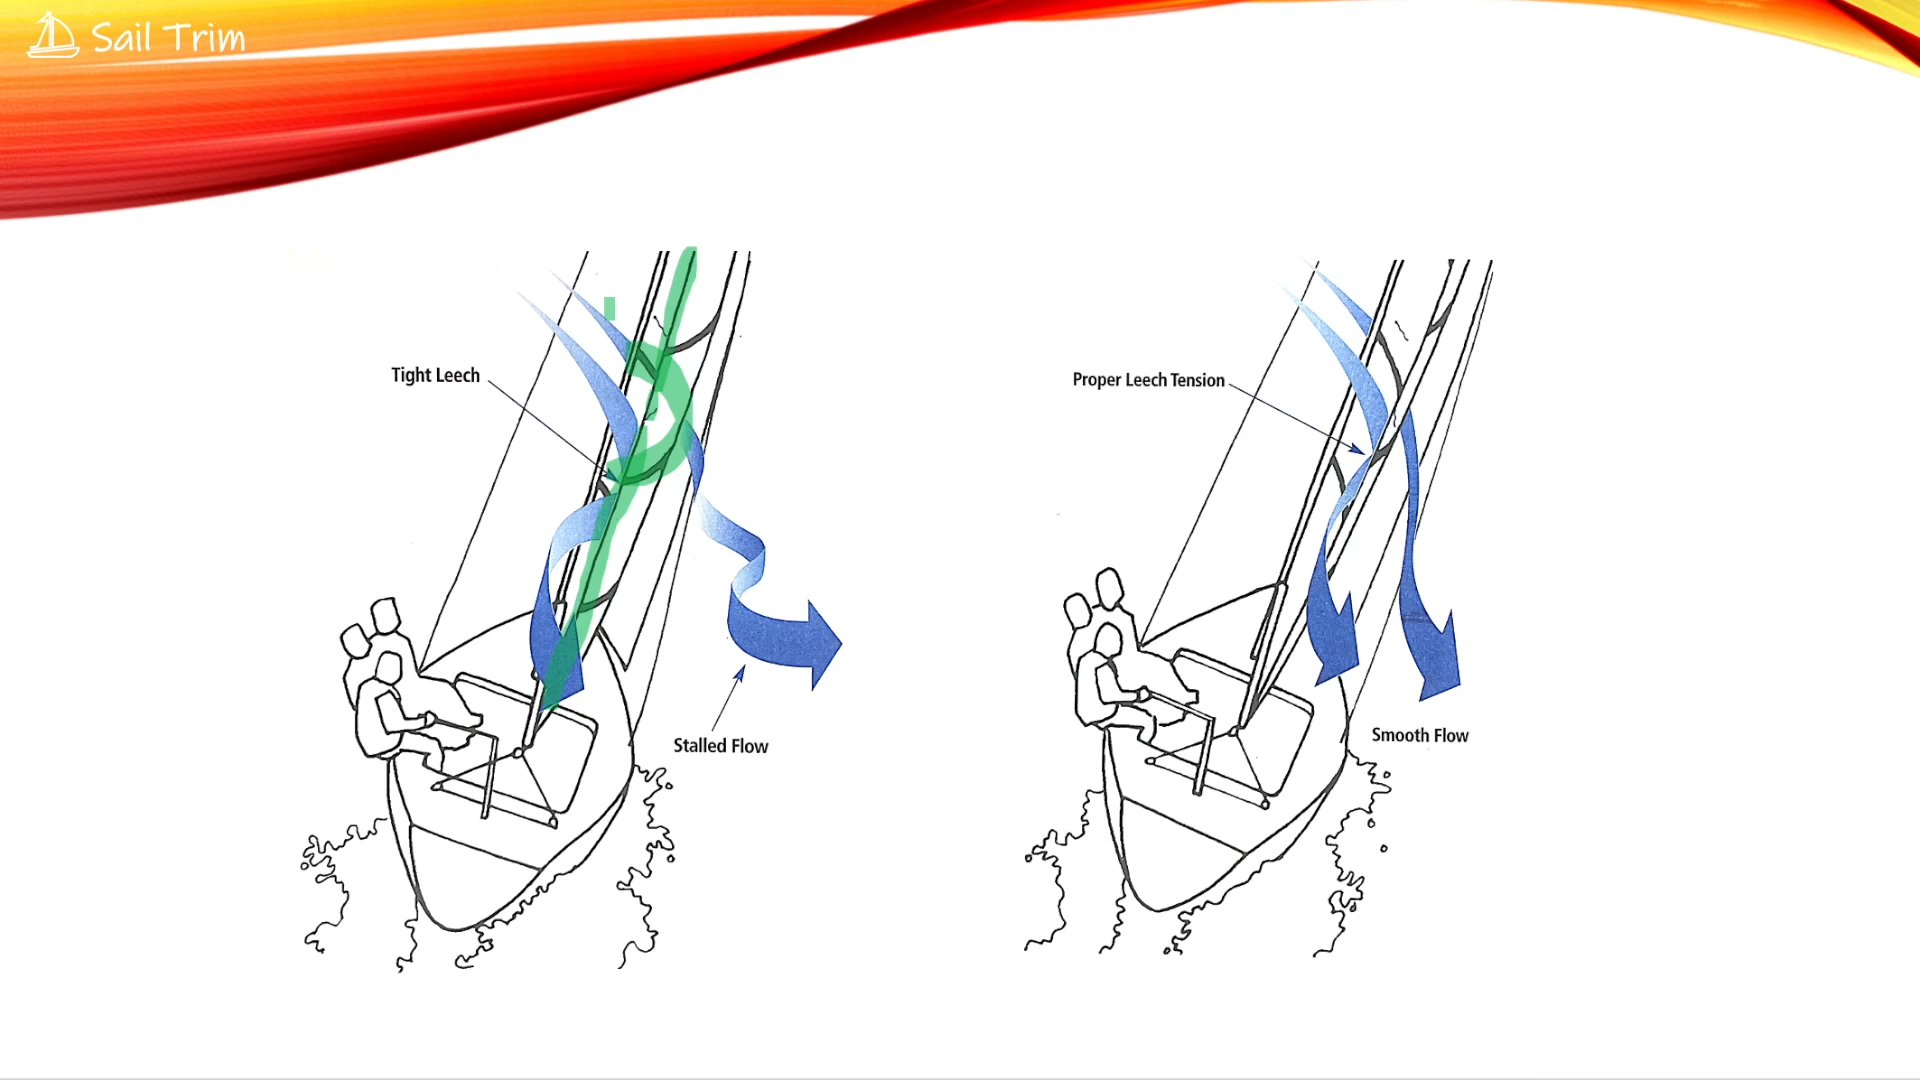 Sail Trim
Tight Leech
Stalled Flow
Proper Leech Tension
Smooth Flow